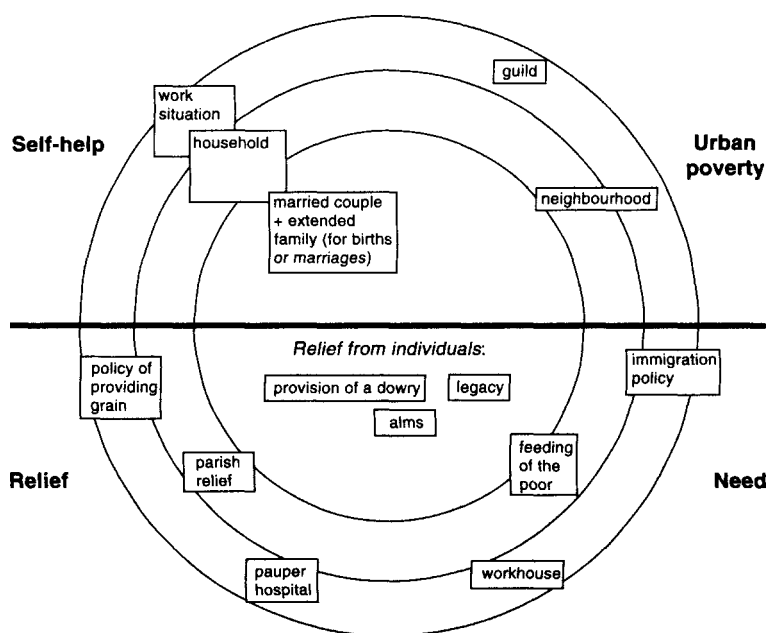 guild
work
situation
Self-help
household
Urban
poverty
married couple
+ extended
family (for births
or marriages)
neighbourhood
Relief from individuals:
policy of
providing
grain
immigration
policy
provision of a dowry
legacy
alms
feeding
of the
poor
parish
relief
Relief
Need
pauper
hospital
workhouse